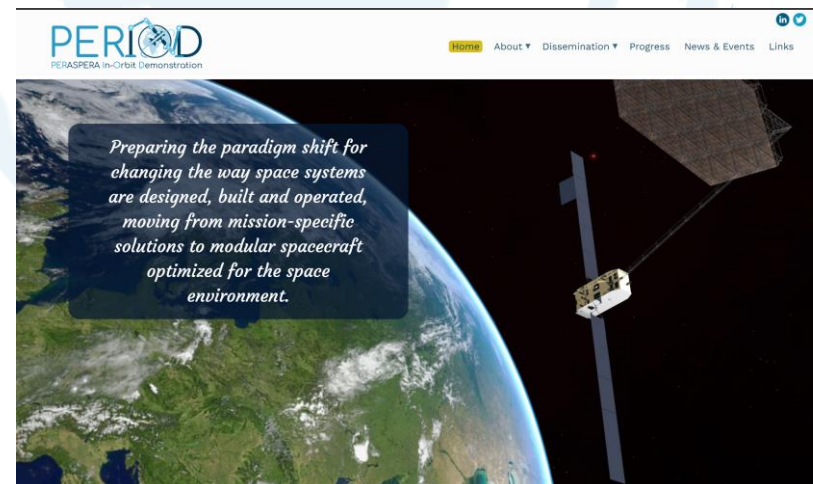 PERIOD
PERASPERA In-Orbit Demonstration
in
Home About ▼ Dissemination ▼ Progress News & Events Links
Preparing the paradigm shift for
changing the way space systems
are designed, built and operated,
moving from mission-specific
solutions to modular spacecraft
optimized for the space
environment.